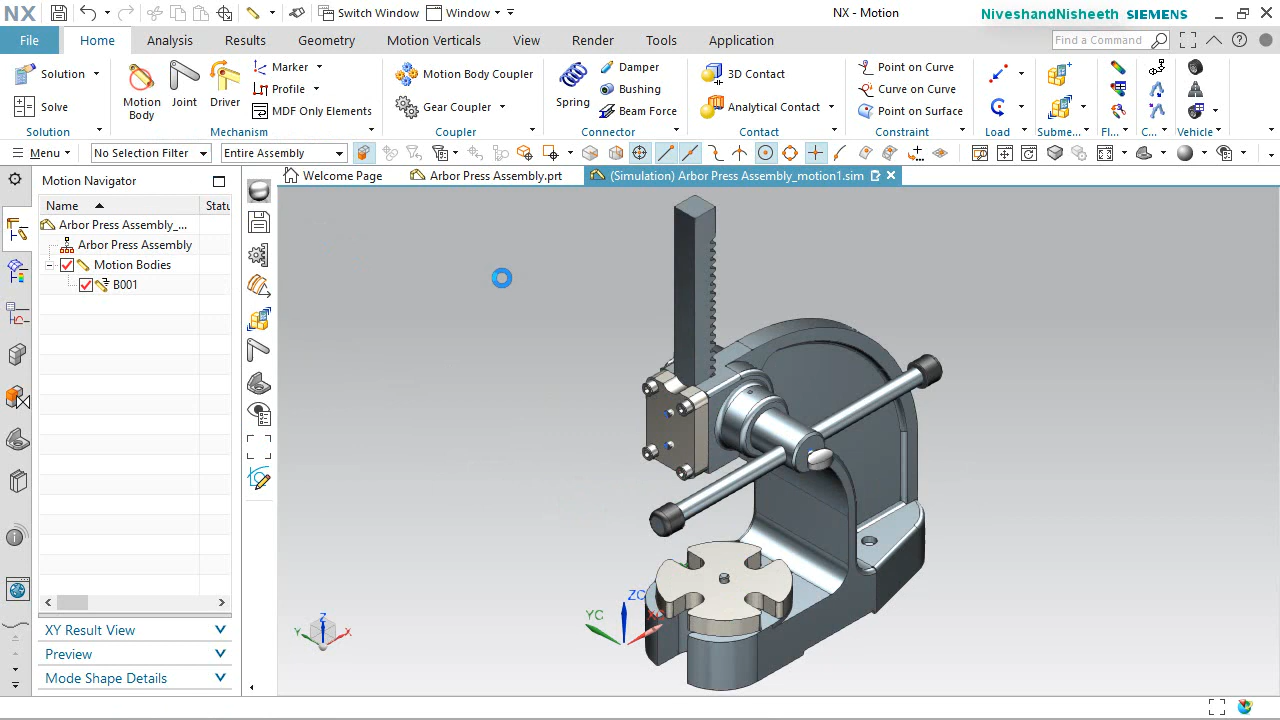 NX
Switch Window
Window
NX - Motion
NiveshandNisheeth SIEMENS
File
Home
Analysis
Results
Geometry
Motion Verticals
View
Render
Tools
Application
Find a Command
Solution
Solve
Solution
Motion Body
Joint
Driver
Marker
Profile
MDF Only Elements
Mechanism
Motion Body Coupler
Gear Coupler
Coupler
Spring
Damper
Bushing
Beam Force
Connector
3D Contact
Analytical Contact
Contact
Point on Curve
Curve on Curve
Point on Surface
Constraint
Load
Subme...
Fl...
C...
Vehicle
Menu
No Selection Filter
Entire Assembly
Motion Navigator
Welcome Page
Arbor Press Assembly.prt
(Simulation) Arbor Press Assembly_motion1.sim
Name
Statu
Arbor Press Assembly_...
Arbor Press Assembly
Motion Bodies
B001
XY Result View
Preview
Mode Shape Details
Z
Y
X
ZC
YC